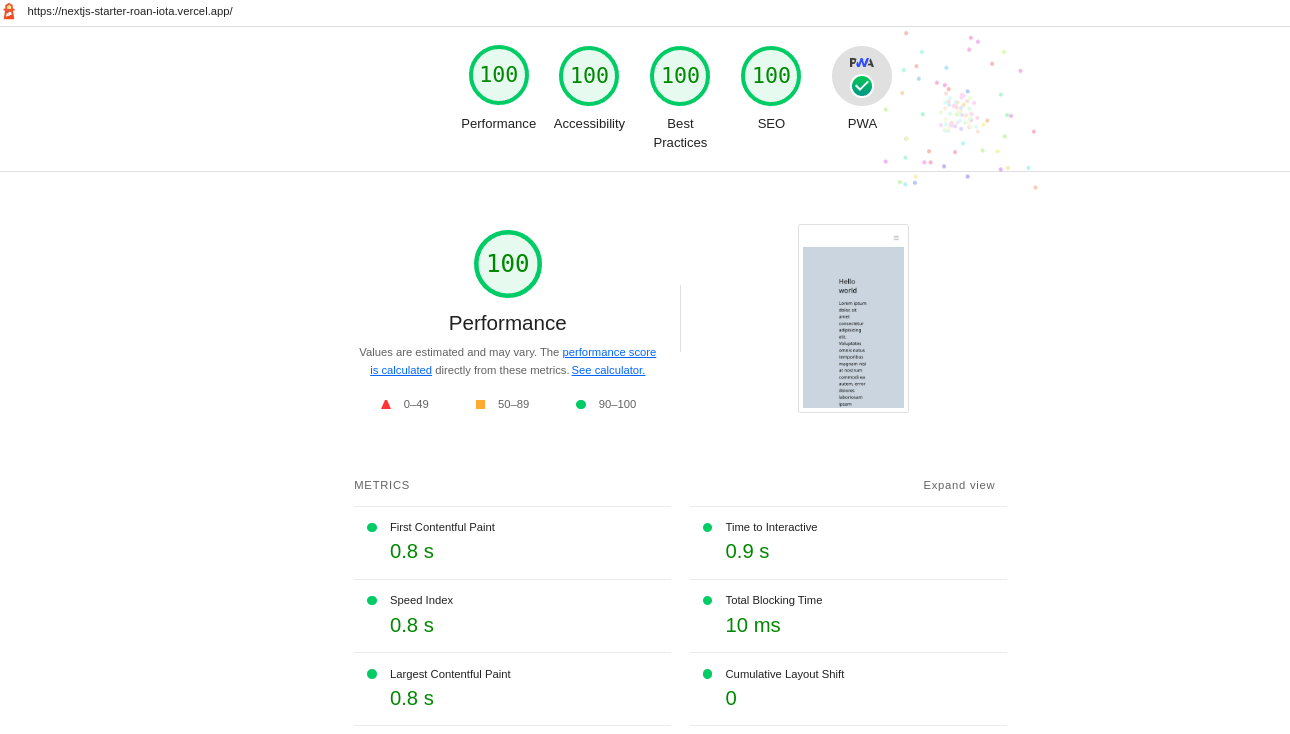 https://nextjs-starter-roan-iota.vercel.app/
100 100 100 100 PWA
Performance Accessibility Best Practices SEO PWA
100
Performance
Values are estimated and may vary. The performance score
is calculated directly from these metrics. See calculator.
0–49 50–89 90–100
Hello
world
Lorem ipsum
dolor sit
amet
consectetur
adipisicing
elit.
Voluptates
omnis natus
temporibus
magnam nisi
at nostrum
commodi ea
autem, error
dolores
laboriosam
ipsam
METRICS Expand view
First Contentful Paint
0.8 s
Time to Interactive
0.9 s
Speed Index
0.8 s
Total Blocking Time
10 ms
Largest Contentful Paint
0.8 s
Cumulative Layout Shift
0